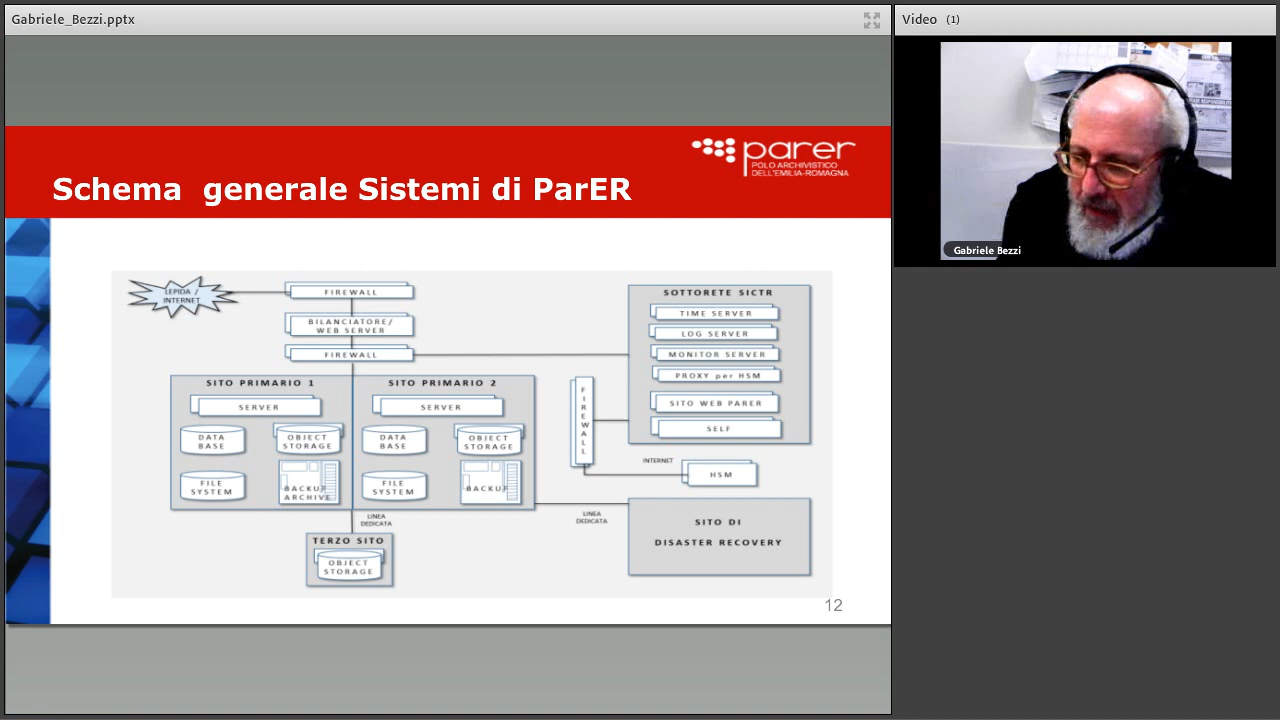 Gabriele_Bezzi.pptx
Video (1)
Gabriele Bezzi
parer
POLO ARCHIVISTICO
DELL'EMILIA-ROMAGNA
Schema generale Sistemi di ParER
LEPIDA /
INTERNET
FIREWALL
BILANCIATORE/
WEB SERVER
FIREWALL
SITO PRIMARIO 1
SERVER
DATA
BASE
OBJECT
STORAGE
FILE
SYSTEM
BACKUP
ARCHIVE
SITO PRIMARIO 2
SERVER
DATA
BASE
OBJECT
STORAGE
FILE
SYSTEM
BACKUP
LINEA
DEDICATA
TERZO SITO
OBJECT
STORAGE
FIREWALL
SOTTORETE SICTR
TIME SERVER
LOG SERVER
MONITOR SERVER
PROXY per HSM
SITO WEB PARER
SELF
INTERNET
HSM
LINEA
DEDICATA
SITO DI
DISASTER RECOVERY
12